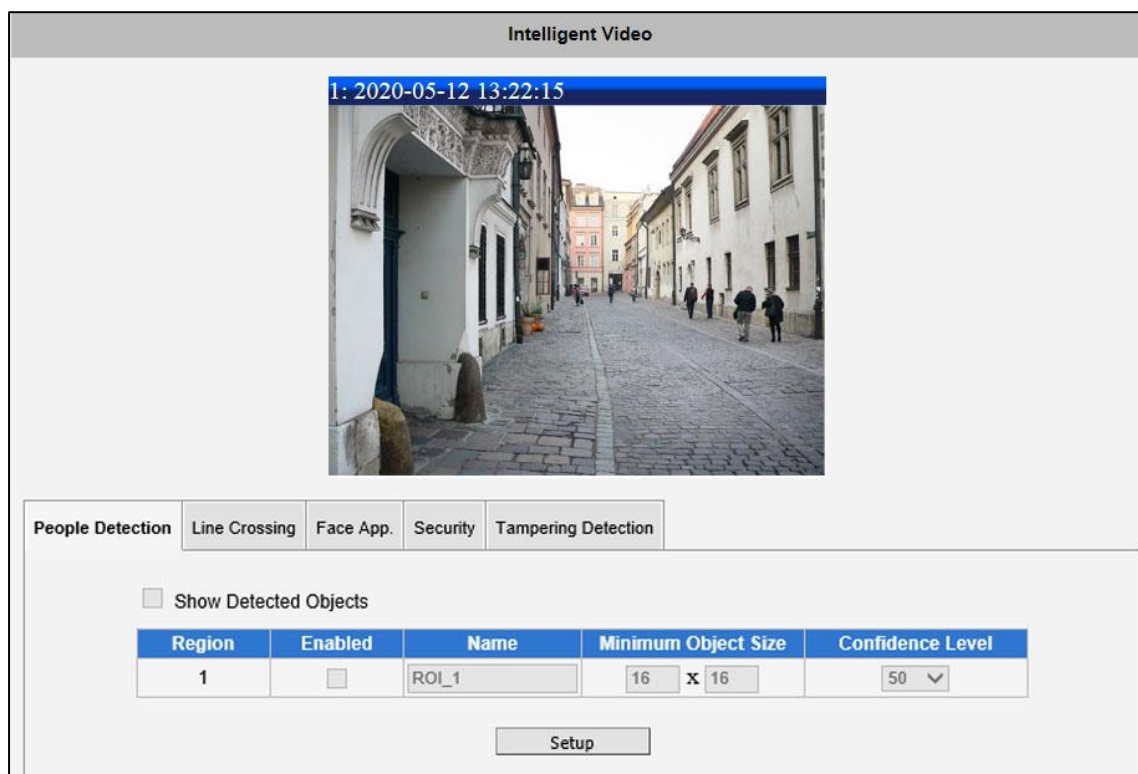 Intelligent Video
1: 2020-05-12 13:22:15
People Detection Line Crossing Face App. Security Tampering Detection
Show Detected Objects
Region Enabled Name Minimum Object Size Confidence Level
1 ROI_1 16 x 16 50
Setup